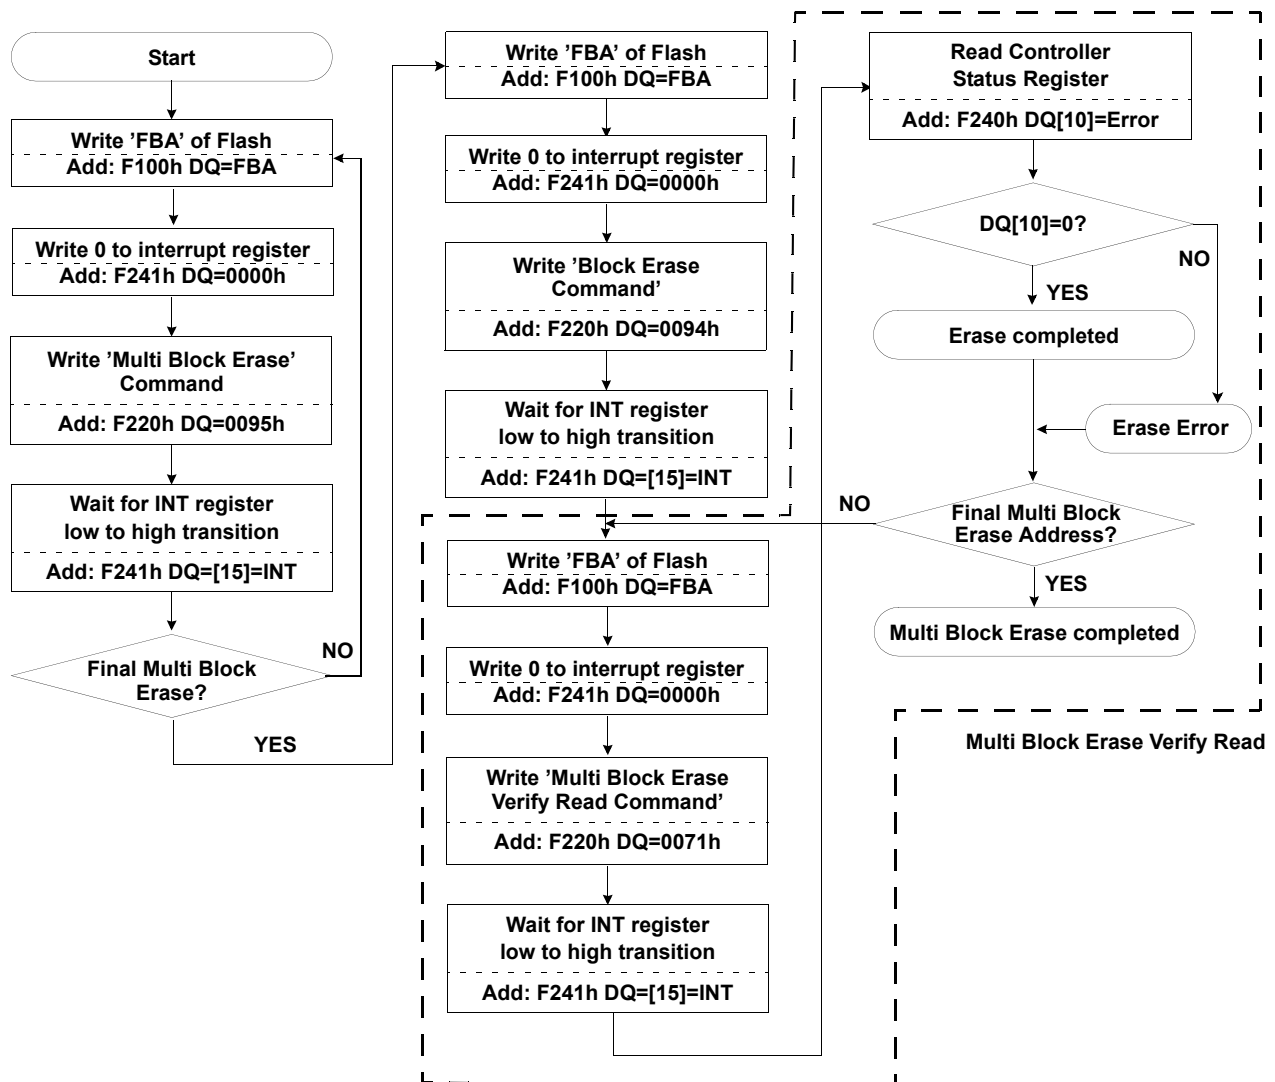 Start
Write ’FBA’ of Flash
Add: F100h DQ=FBA
Write 0 to interrupt register
Add: F241h DQ=0000h
Write ’Multi Block Erase’
Command
Add: F220h DQ=0095h
Wait for INT register
low to high transition
Add: F241h DQ=[15]=INT
Final Multi Block
Erase?
NO
YES
Write ’FBA’ of Flash
Add: F100h DQ=FBA
Write 0 to interrupt register
Add: F241h DQ=0000h
Write ’Block Erase
Command’
Add: F220h DQ=0094h
Wait for INT register
low to high transition
Add: F241h DQ=[15]=INT
Write ’FBA’ of Flash
Add: F100h DQ=FBA
Write 0 to interrupt register
Add: F241h DQ=0000h
Write ’Multi Block Erase
Verify Read Command’
Add: F220h DQ=0071h
Wait for INT register
low to high transition
Add: F241h DQ=[15]=INT
Read Controller
Status Register
Add: F240h DQ[10]=Error
DQ[10]=0?
NO
YES
Erase completed
Erase Error
NO
Final Multi Block
Erase Address?
YES
Multi Block Erase completed
Multi Block Erase Verify Read